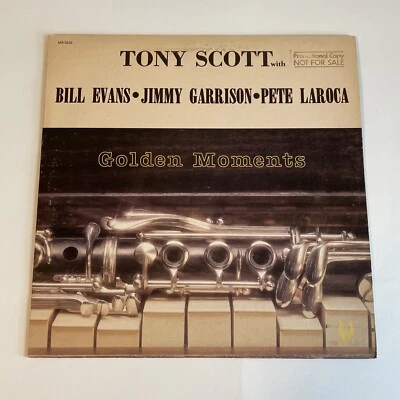 TONY SCOTT with
Promotional Copy
NOT FOR SALE
BILL EVANS • JIMMY GARRISON • PETE LAROCA
Golden Moments